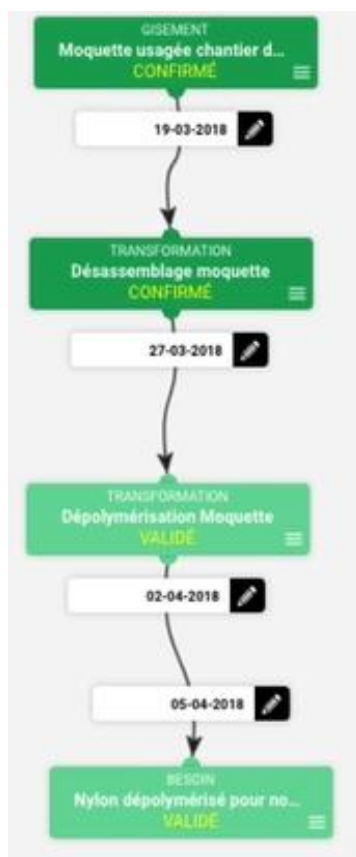 GISEMENT
Moquette usagée chantier d...
CONFIRMÉ
19-03-2018
TRANSFORMATION
Désassemblage moquette
CONFIRMÉ
27-03-2018
TRANSFORMATION
Dépolymérisation Moquette
VALIDÉ
02-04-2018
05-04-2018
BESOIN
Nylon dépolymérisé pour no...
VALIDÉ